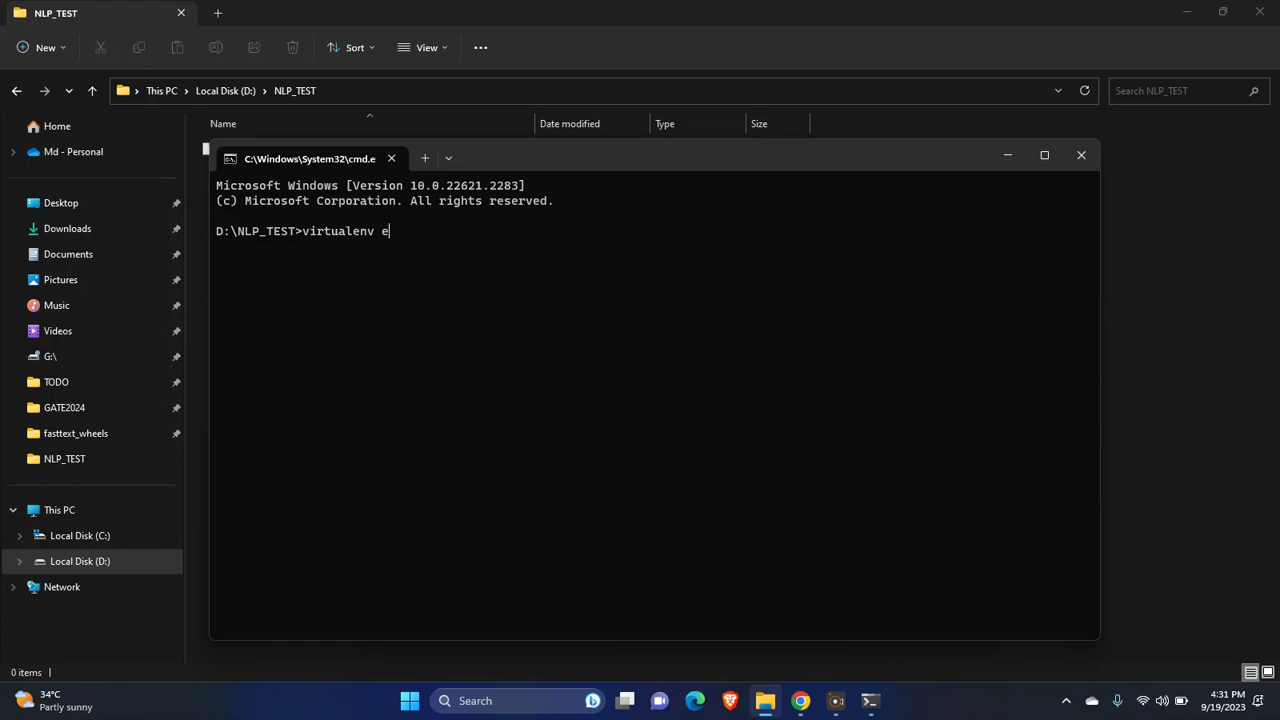 NLP_TEST
New
Sort
View
This PC
Local Disk (D:)
NLP_TEST
Search NLP_TEST
Name
Date modified
Type
Size
Home
Md - Personal
Desktop
Downloads
Documents
Pictures
Music
Videos
G:\
TODO
GATE2024
fasttext_wheels
NLP_TEST
This PC
Local Disk (C:)
Local Disk (D:)
Network
C:\Windows\System32\cmd.e
Microsoft Windows [Version 10.0.22621.2283]
(c) Microsoft Corporation. All rights reserved.
D:\NLP_TEST>virtualenv e
0 items
34°C
Partly sunny
Search
4:31 PM
9/19/2023